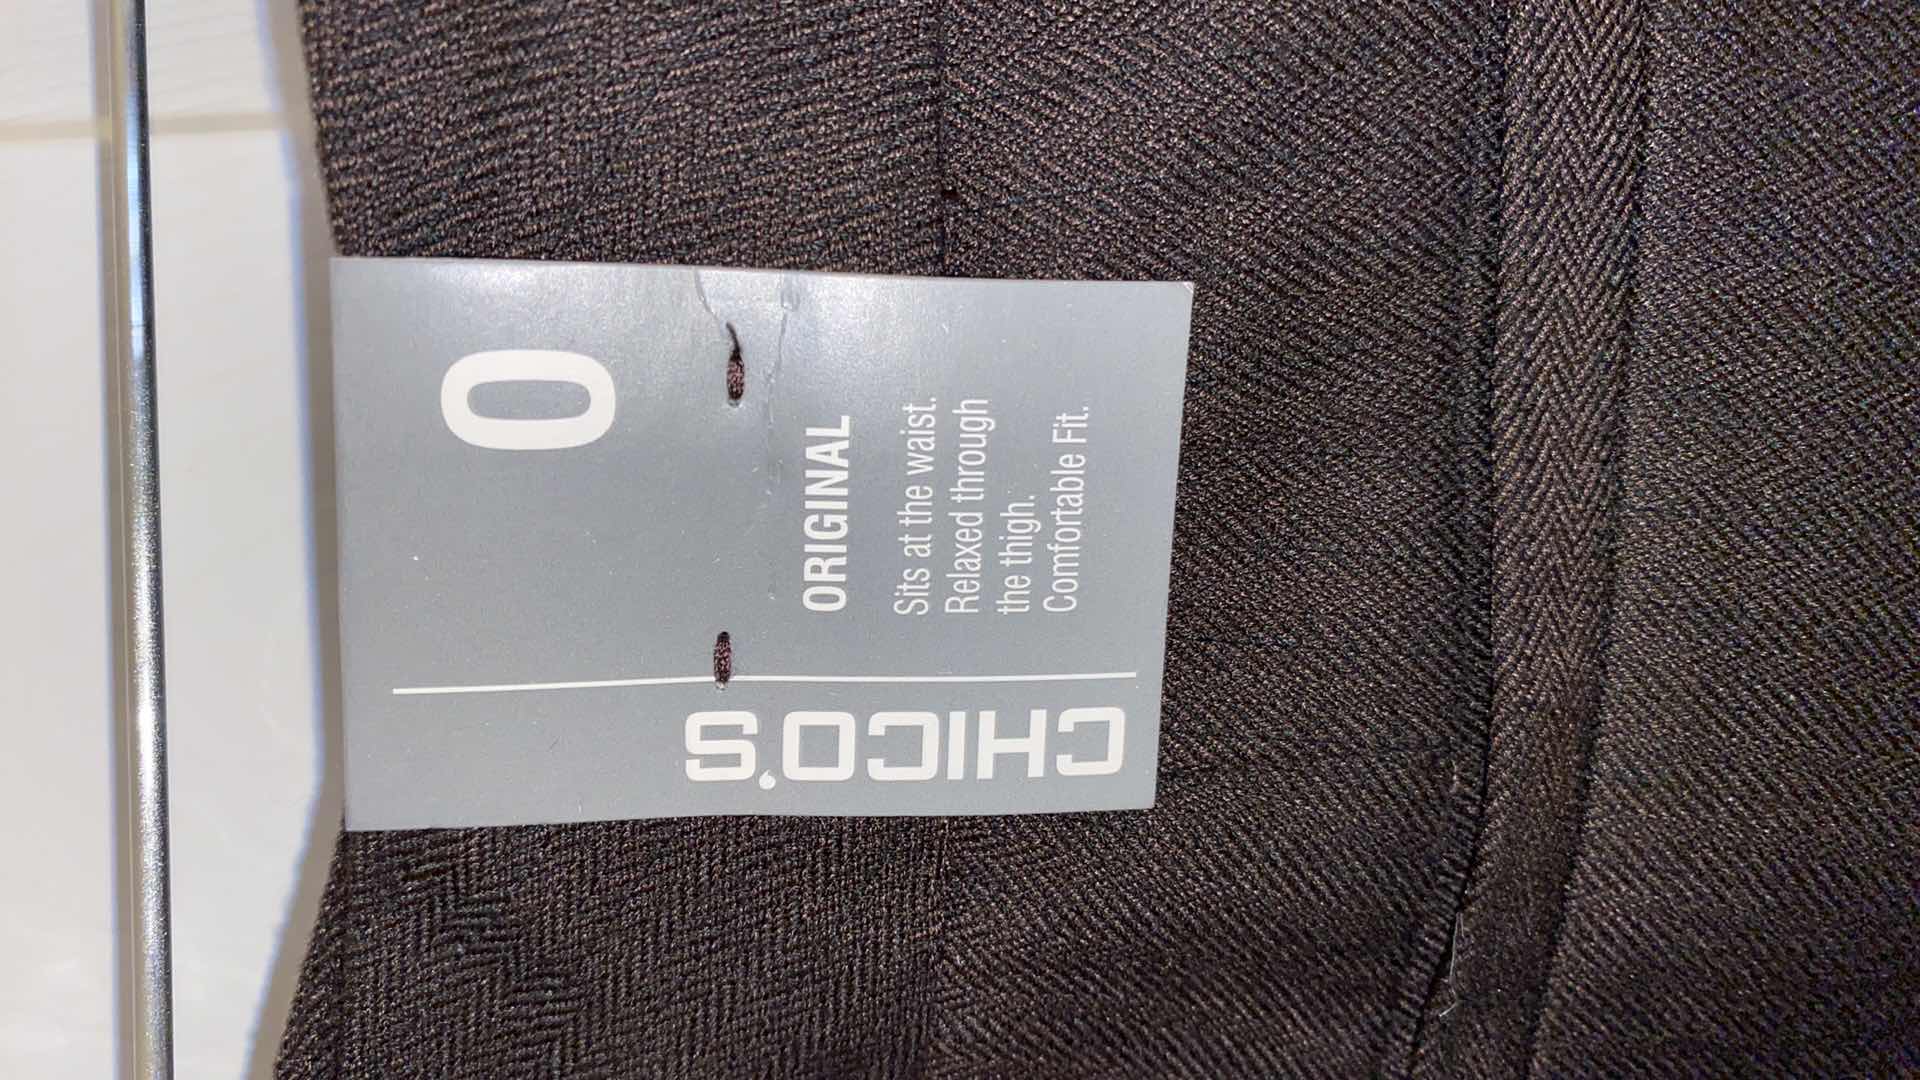 0
ORIGINAL
Sits at the waist.
Relaxed through
the thigh.
Comfortable Fit.
CHICO'S